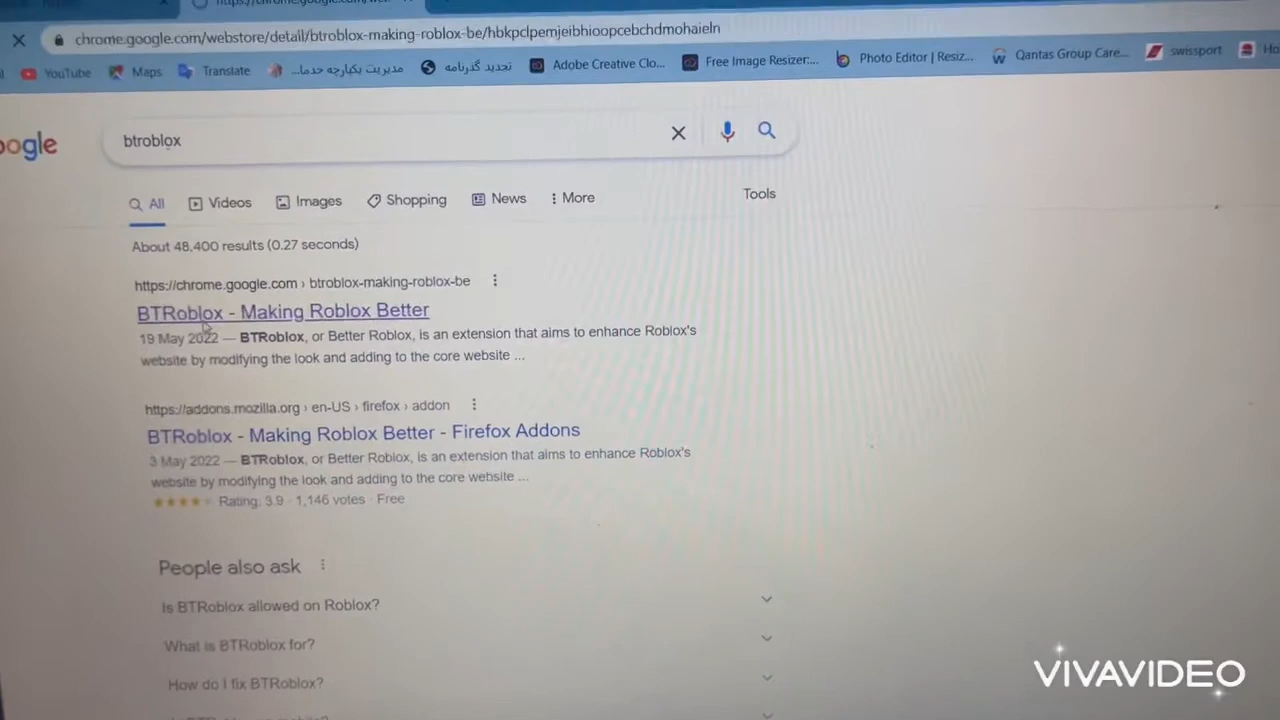 chrome.google.com/webstore/detail/btroblox-making-roblox-be/hbkpclpemjeibhioopcebchdmohaieln
YouTube Maps Translate مدیریت یکپارچه خدما... تجدید گذرنامه Adobe Creative Clo... Free Image Resizer:... Photo Editor | Resiz... Qantas Group Care... swissport Ho
oogle btroblox
All Videos Images Shopping News More Tools
About 48,400 results (0.27 seconds)
https://chrome.google.com › btroblox-making-roblox-be
BTRoblox - Making Roblox Better
19 May 2022 — BTRoblox, or Better Roblox, is an extension that aims to enhance Roblox's
website by modifying the look and adding to the core website ...
https://addons.mozilla.org › en-US › firefox › addon
BTRoblox - Making Roblox Better - Firefox Addons
3 May 2022 — BTRoblox, or Better Roblox, is an extension that aims to enhance Roblox's
website by modifying the look and adding to the core website ...
Rating: 3.9 · 1,146 votes · Free
People also ask
Is BTRoblox allowed on Roblox?
What is BTRoblox for?
How do I fix BTRoblox?
VIVAVIDEO